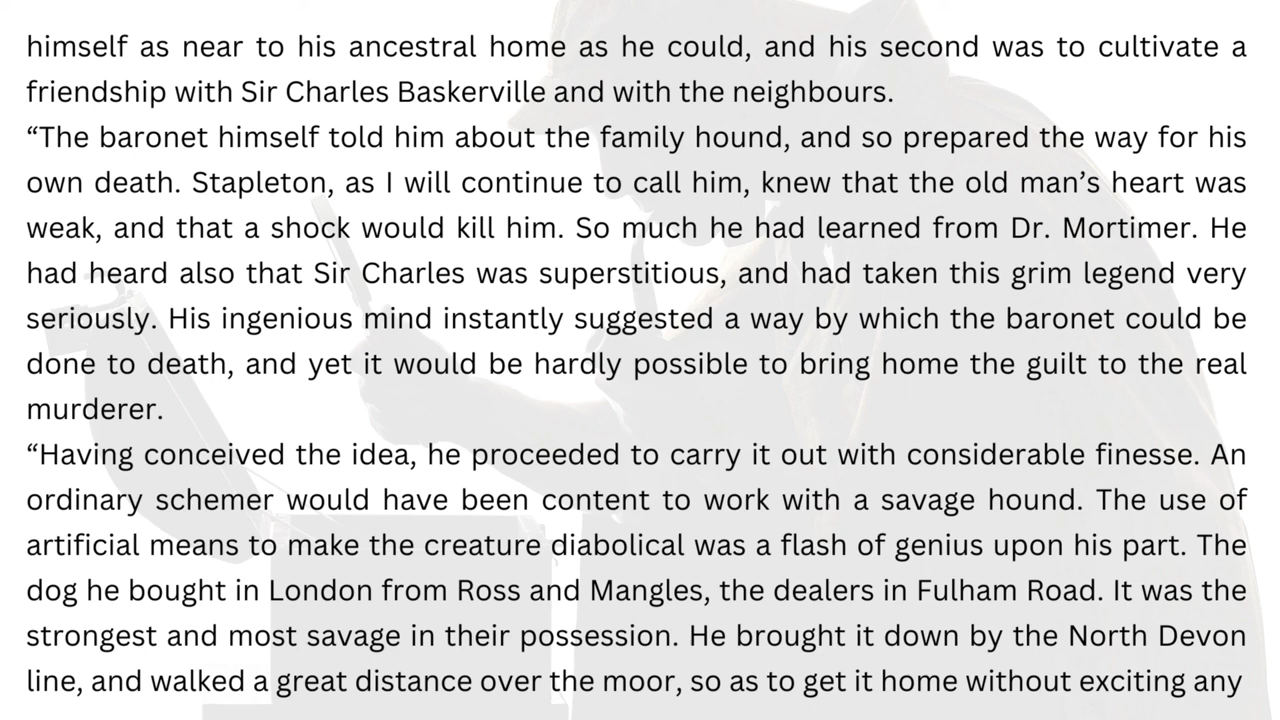 himself as near to his ancestral home as he could, and his second was to cultivate a
friendship with Sir Charles Baskerville and with the neighbours.
“The baronet himself told him about the family hound, and so prepared the way for his
own death. Stapleton, as I will continue to call him, knew that the old man’s heart was
weak, and that a shock would kill him. So much he had learned from Dr. Mortimer. He
had heard also that Sir Charles was superstitious, and had taken this grim legend very
seriously. His ingenious mind instantly suggested a way by which the baronet could be
done to death, and yet it would be hardly possible to bring home the guilt to the real
murderer.
“Having conceived the idea, he proceeded to carry it out with considerable finesse. An
ordinary schemer would have been content to work with a savage hound. The use of
artificial means to make the creature diabolical was a flash of genius upon his part. The
dog he bought in London from Ross and Mangles, the dealers in Fulham Road. It was the
strongest and most savage in their possession. He brought it down by the North Devon
line, and walked a great distance over the moor, so as to get it home without exciting any